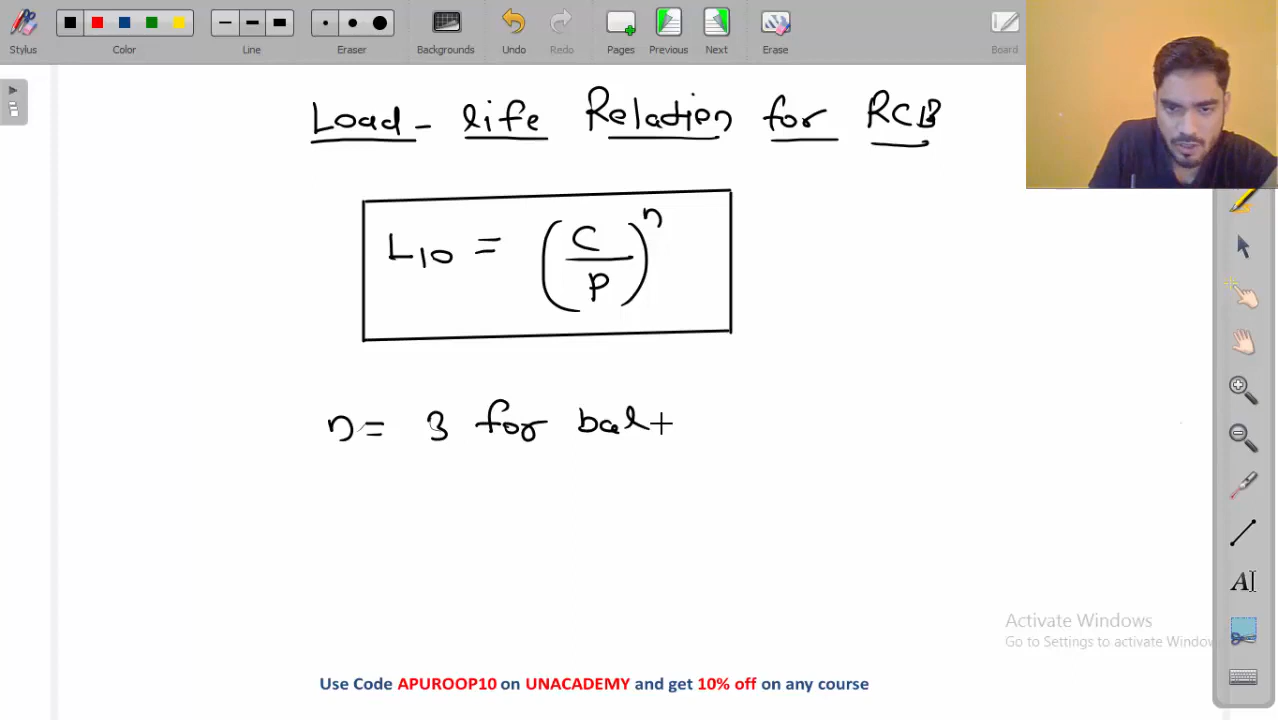 Stylus Color Line Eraser Backgrounds Undo Redo Pages Previous Next Erase Board
Load - life Relation for RCB
L10 = (C/P)^n
n = 3 for bal
Activate Windows
Go to Settings to activate Window
Use Code APUROOP10 on UNACADEMY and get 10% off on any course